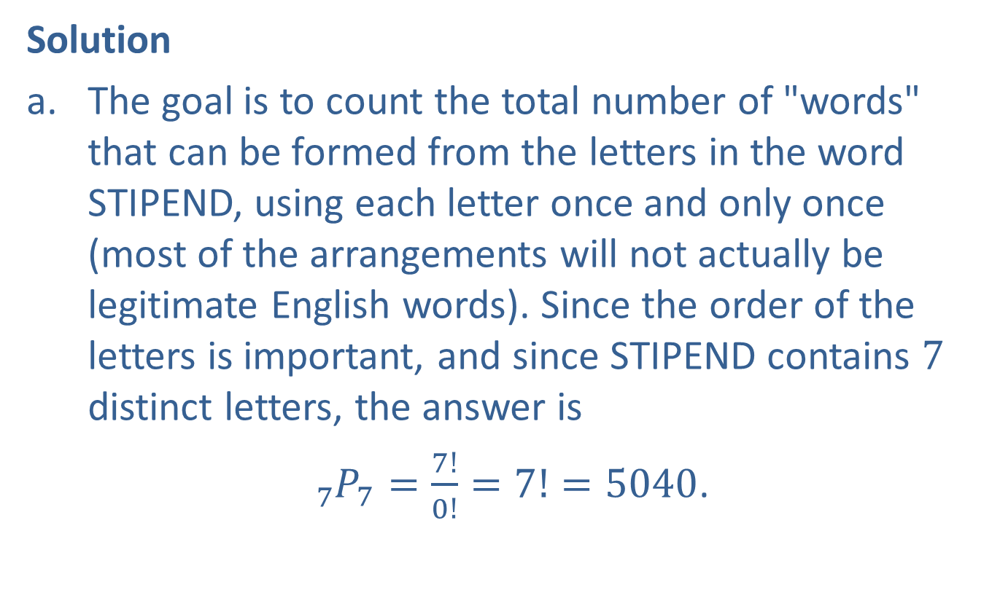 Solution
a. The goal is to count the total number of "words"
that can be formed from the letters in the word
STIPEND, using each letter once and only once
(most of the arrangements will not actually be
legitimate English words). Since the order of the
letters is important, and since STIPEND contains 7
distinct letters, the answer is
₇P₇ = 7!/0! = 7! = 5040.